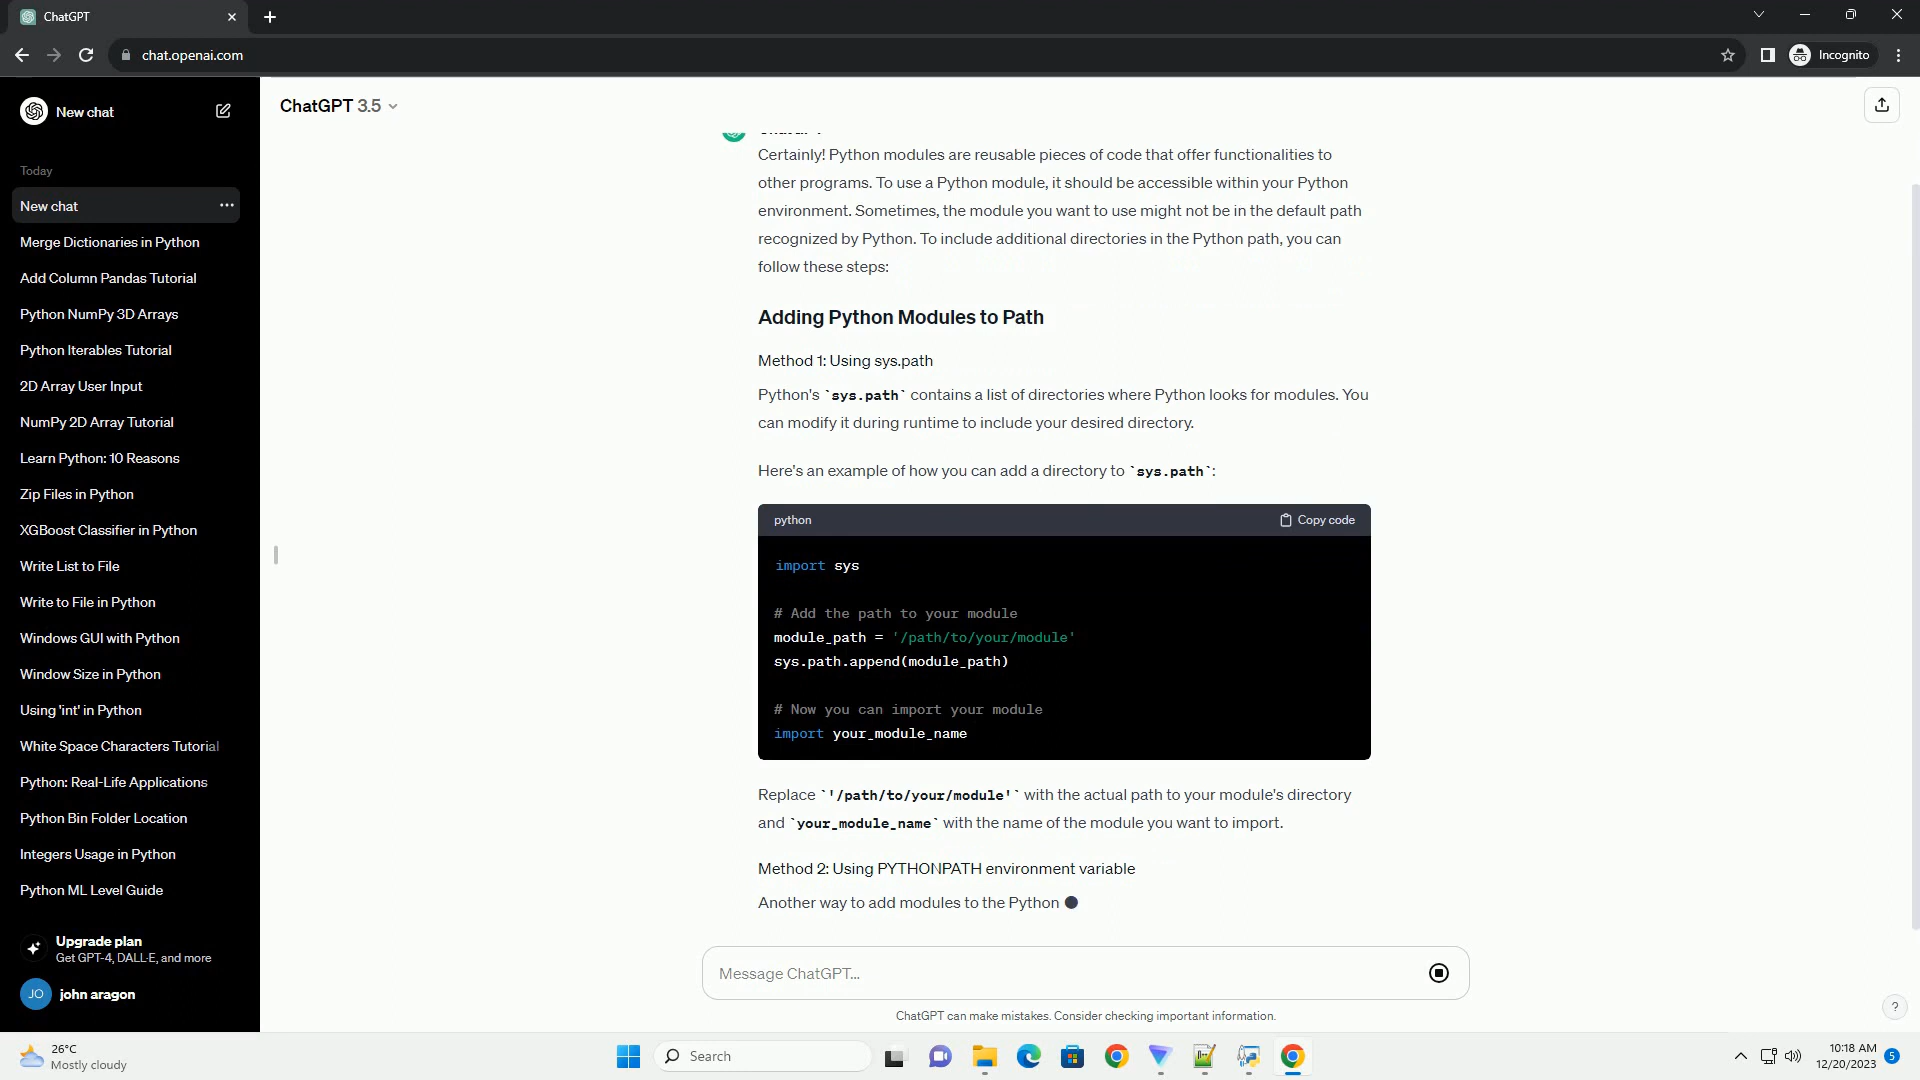 ChatGPT
chat.openai.com
Incognito
New chat
Today
New chat
Merge Dictionaries in Python
Add Column Pandas Tutorial
Python NumPy 3D Arrays
Python Iterables Tutorial
2D Array User Input
NumPy 2D Array Tutorial
Learn Python: 10 Reasons
Zip Files in Python
XGBoost Classifier in Python
Write List to File
Write to File in Python
Windows GUI with Python
Window Size in Python
Using 'int' in Python
White Space Characters Tutorial
Python: Real-Life Applications
Python Bin Folder Location
Integers Usage in Python
Python ML Level Guide
Upgrade plan
Get GPT-4, DALL·E, and more
JO john aragon
ChatGPT 3.5
Certainly! Python modules are reusable pieces of code that offer functionalities to
other programs. To use a Python module, it should be accessible within your Python
environment. Sometimes, the module you want to use might not be in the default path
recognized by Python. To include additional directories in the Python path, you can
follow these steps:
Adding Python Modules to Path
Method 1: Using sys.path
Python's `sys.path` contains a list of directories where Python looks for modules. You
can modify it during runtime to include your desired directory.
Here's an example of how you can add a directory to `sys.path`:
python Copy code
import sys
# Add the path to your module
module_path = '/path/to/your/module'
sys.path.append(module_path)
# Now you can import your module
import your_module_name
Replace `'/path/to/your/module'` with the actual path to your module's directory
and `your_module_name` with the name of the module you want to import.
Method 2: Using PYTHONPATH environment variable
Another way to add modules to the Python
Message ChatGPT...
ChatGPT can make mistakes. Consider checking important information.
?
26°C
Mostly cloudy
Search
10:18 AM
12/20/2023
5